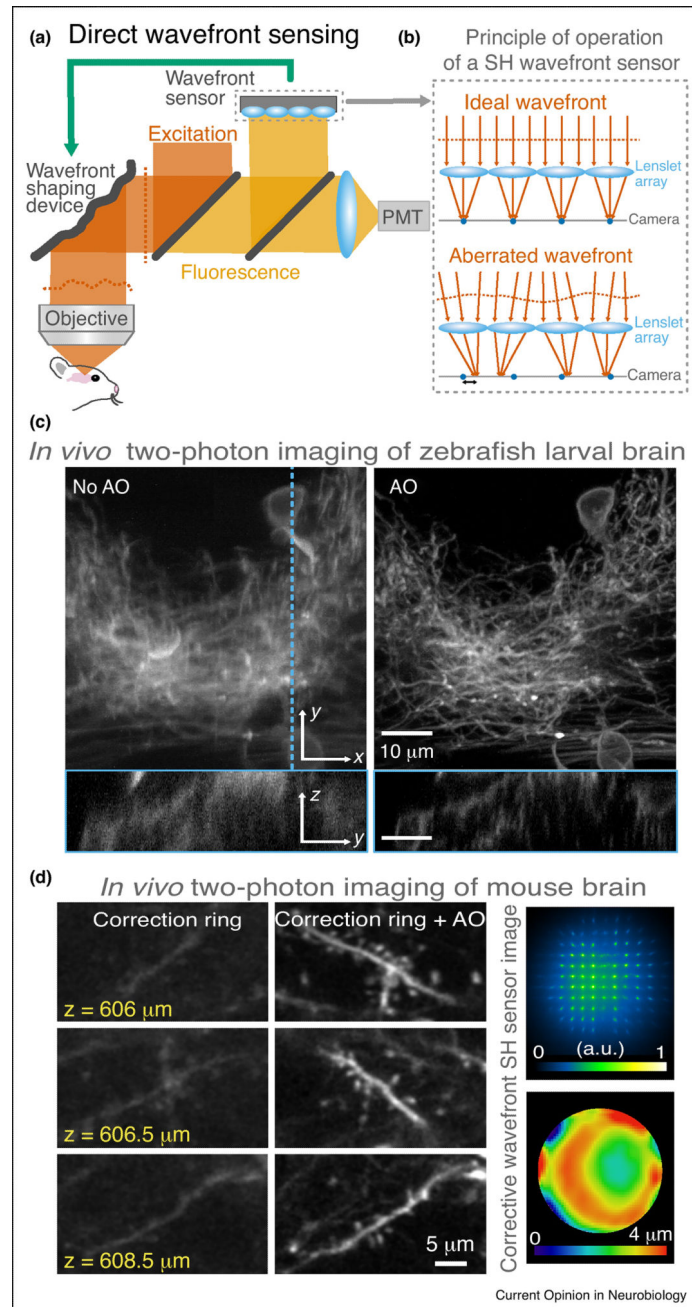 (a) Direct wavefront sensing
Wavefront
sensor
Excitation
Wavefront
shaping
device
PMT
Fluorescence
Objective
(b) Principle of operation
of a SH wavefront sensor
Ideal wavefront
Lenslet
array
Camera
Aberrated wavefront
Lenslet
array
Camera
(c)
In vivo two-photon imaging of zebrafish larval brain
No AO
y
x
z
y
AO
10 μm
(d)
In vivo two-photon imaging of mouse brain
Correction ring
Correction ring + AO
z = 606 μm
z = 606.5 μm
z = 608.5 μm
5 μm
Corrective wavefront SH sensor image
0 (a.u.) 1
0 4 μm
Current Opinion in Neurobiology